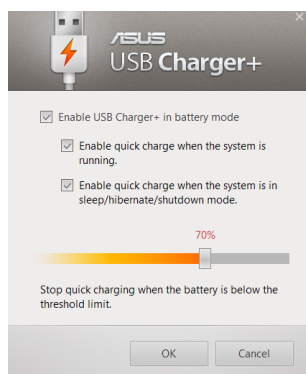 ASUS
USB Charger+
Enable USB Charger+ in battery mode
Enable quick charge when the system is
running.
Enable quick charge when the system is in
sleep/hibernate/shutdown mode.
70%
Stop quick charging when the battery is below the
threshold limit.
OK
Cancel